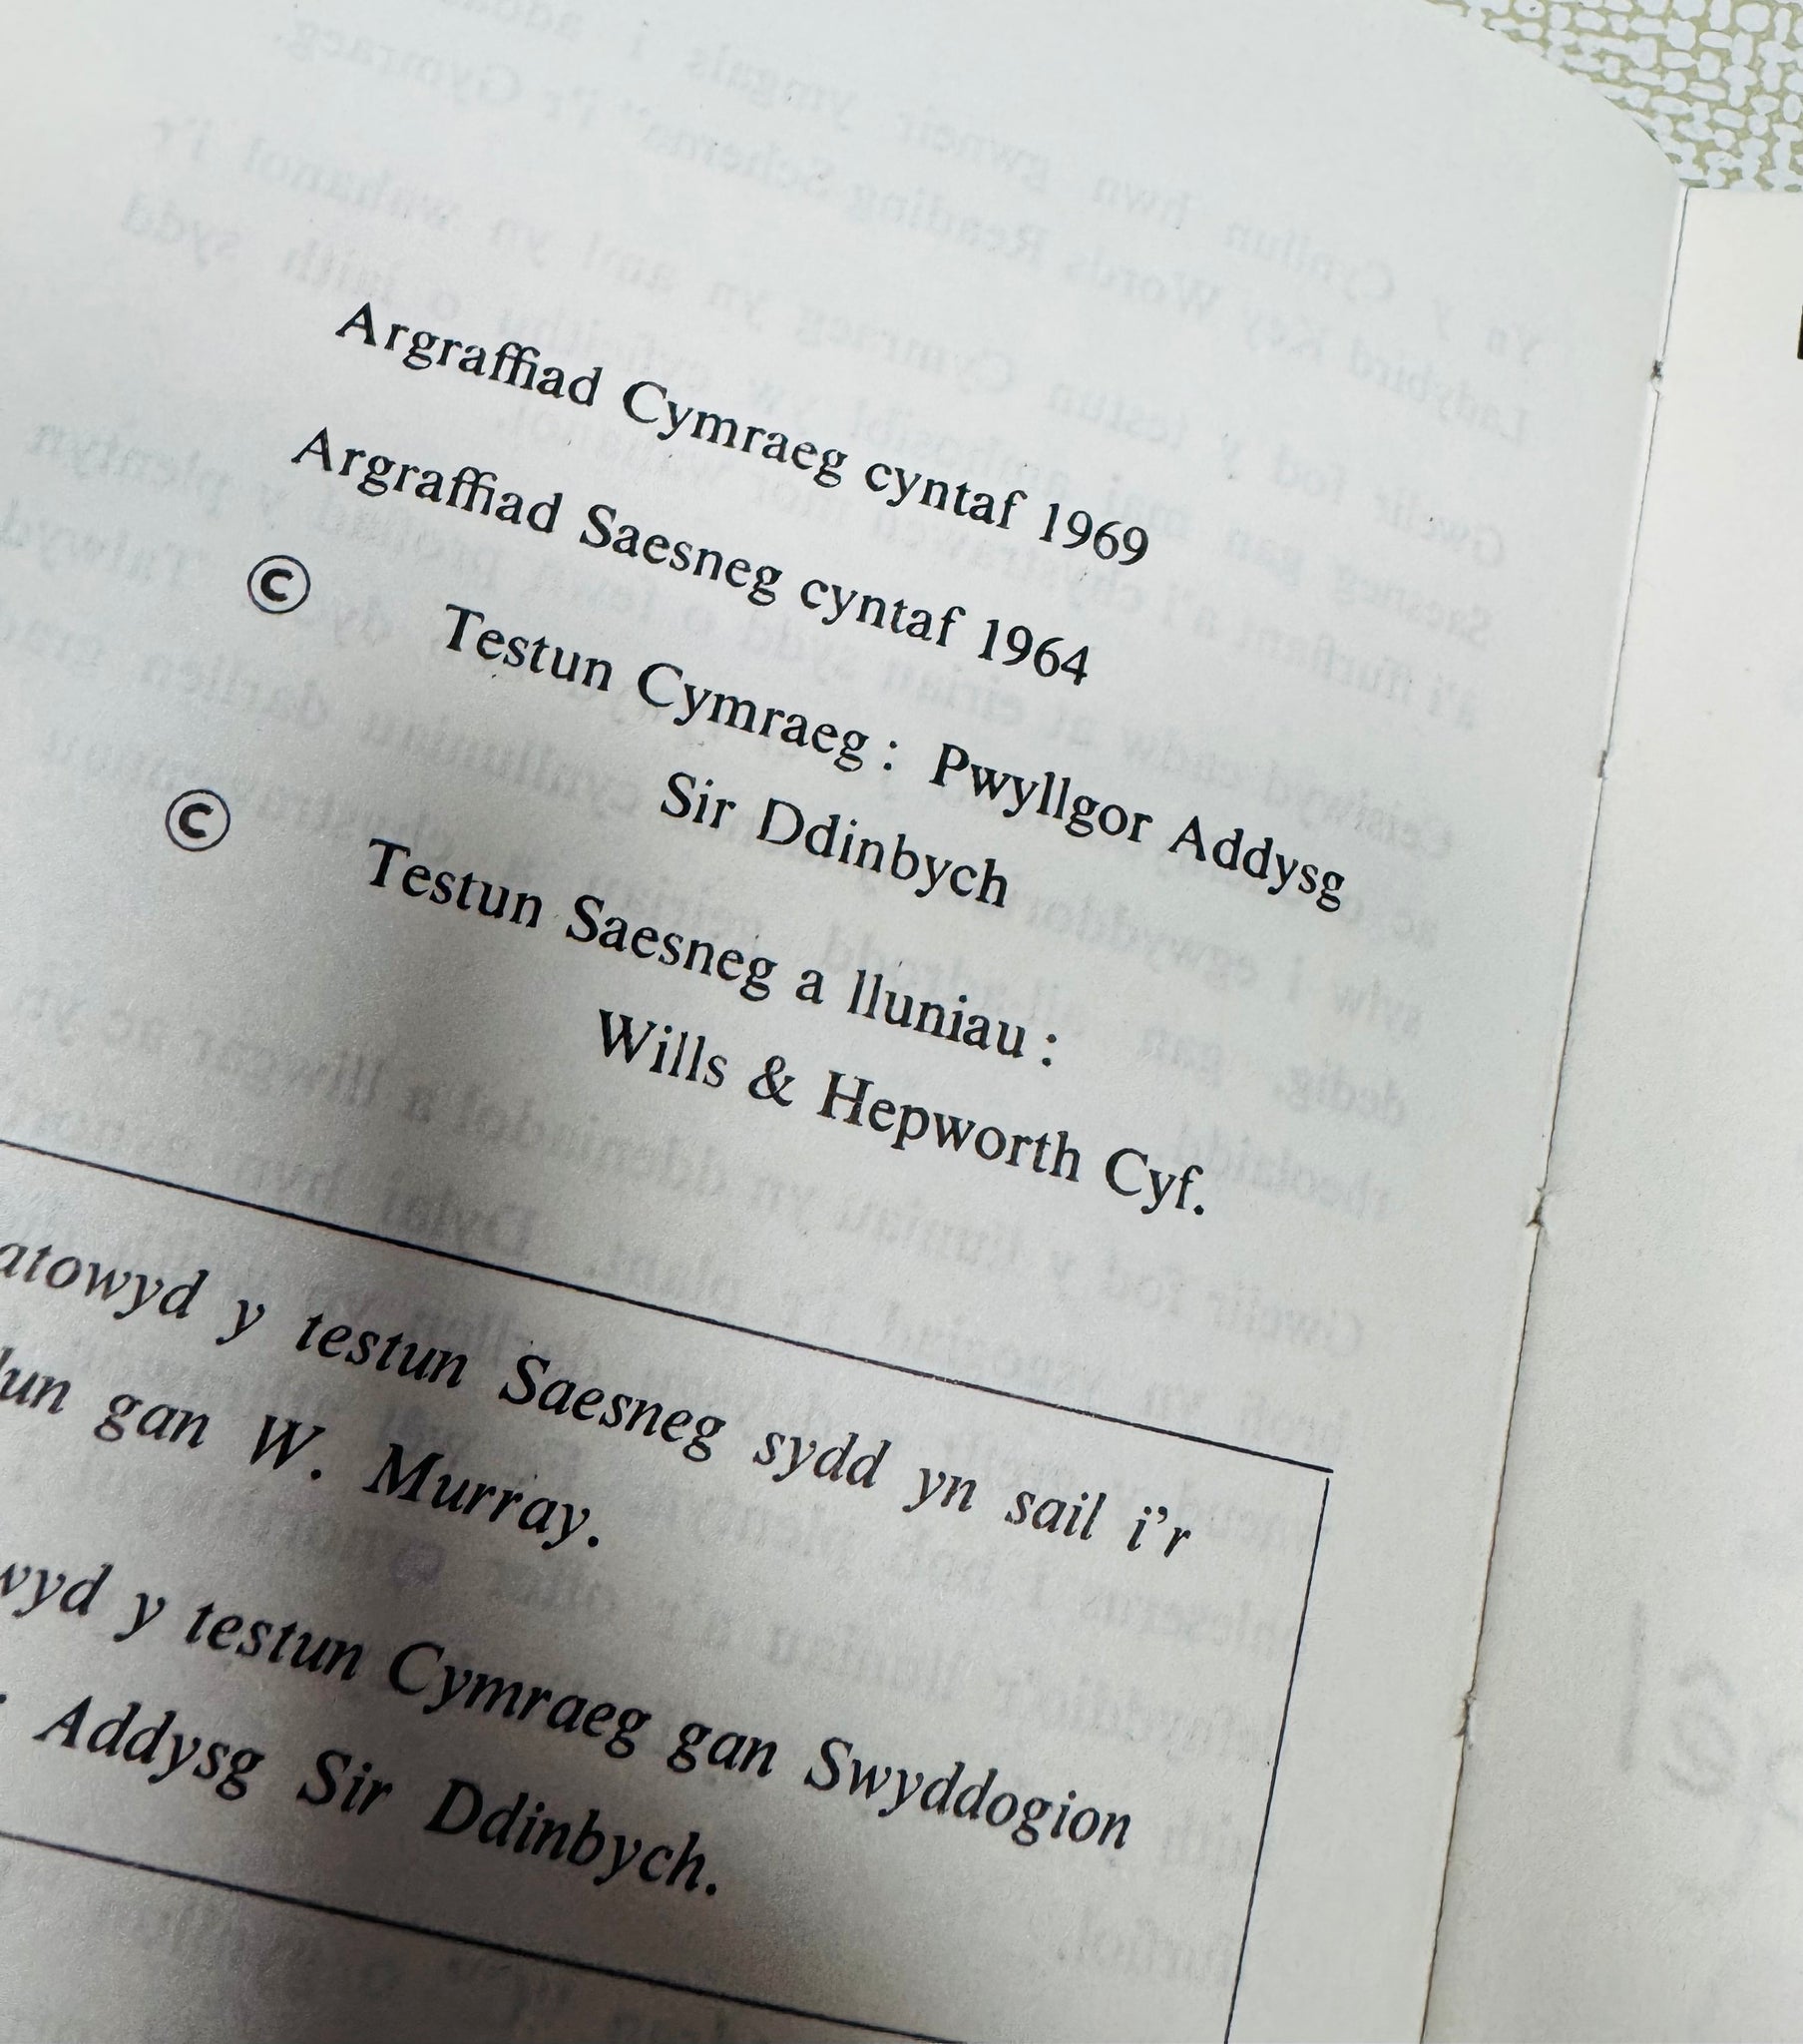 Argraffiad Cymraeg cyntaf 1969
Argraffiad Saesneg cyntaf 1964
© Testun Cymraeg : Pwyllgor Addysg
Sir Ddinbych
© Testun Saesneg a lluniau :
Wills & Hepworth Cyf.
atowyd y testun Saesneg sydd yn sail i'r
lun gan W. Murray.
wyd y testun Cymraeg gan Swyddogion
Addysg Sir Ddinbych.